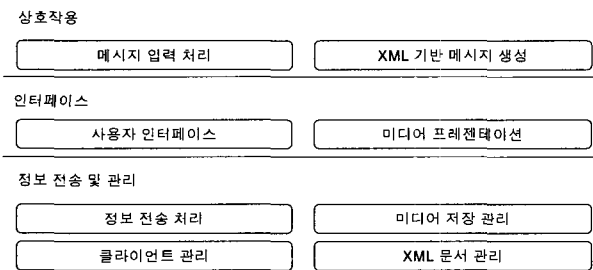 상호작용
메시지 입력 처리
XML 기반 메시지 생성
인터페이스
사용자 인터페이스
미디어 프레젠테이션
정보 전송 및 관리
정보 전송 처리
미디어 저장 관리
클라이언트 관리
XML 문서 관리